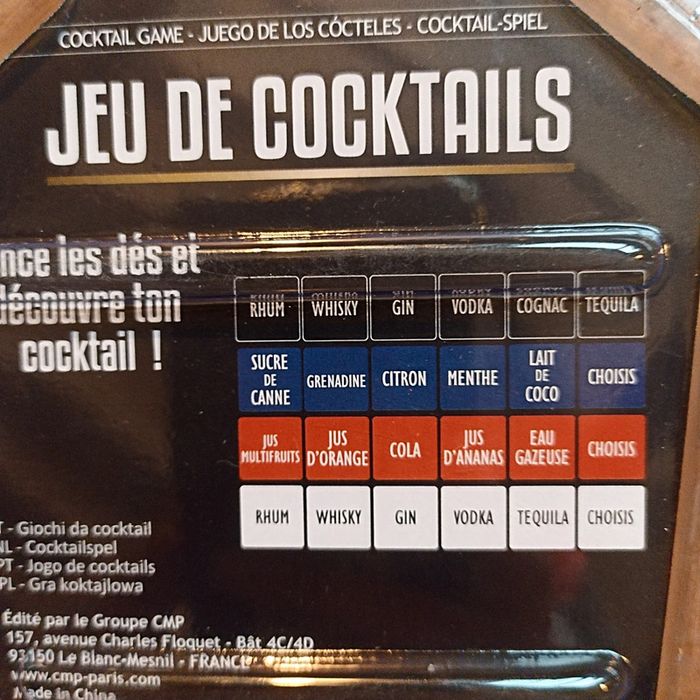 COCKTAIL GAME - JUEGO DE LOS CÓCTELES - COCKTAIL-SPIEL
JEU DE COCKTAILS
nce les dés et
découvre ton
cocktail !
RHUM WHISKY GIN VODKA COGNAC TEQUILA
SUCRE DE CANNE GRENADINE CITRON MENTHE LAIT DE COCO CHOISIS
JUS MULTIFRUITS JUS D'ORANGE COLA JUS D'ANANAS EAU GAZEUSE CHOISIS
RHUM WHISKY GIN VODKA TEQUILA CHOISIS
T - Giochi da cocktail
NL - Cocktailspel
PT - Jogo de cocktails
PL - Gra koktajlowa
Édité par le Groupe CMP
157, avenue Charles Floquet - Bât 4C/4D
93150 Le Blanc-Mesnil - FRANCE
www.cmp-paris.com
Made in China